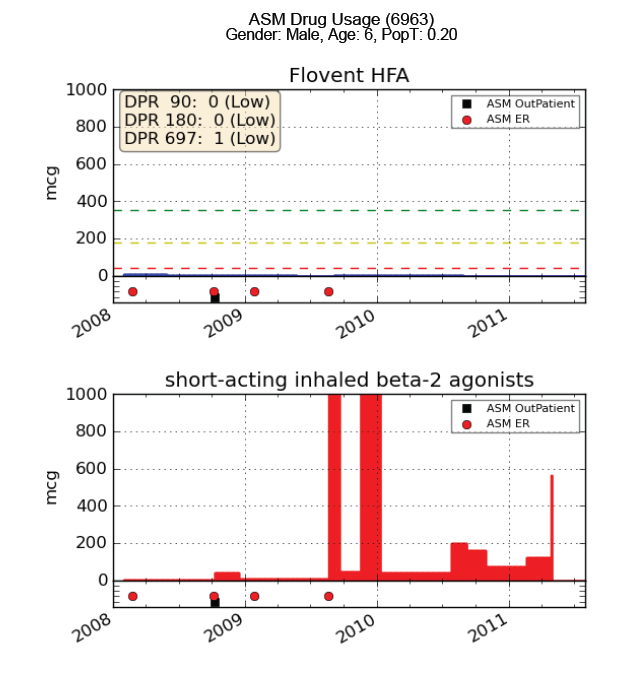 ASM Drug Usage (6963)
Gender: Male, Age: 6, PopT: 0.20
Flovent HFA
DPR 90: 0 (Low)
DPR 180: 0 (Low)
DPR 697: 1 (Low)
ASM OutPatient
ASM ER
mcg
1000
800
600
400
200
0
2008
2009
2010
2011
short-acting inhaled beta-2 agonists
ASM OutPatient
ASM ER
mcg
1000
800
600
400
200
0
2008
2009
2010
2011